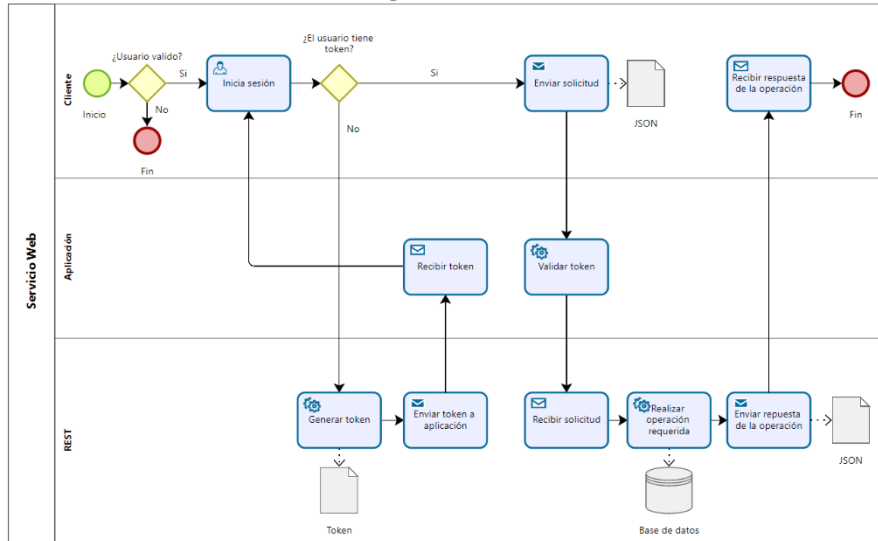 Servicio Web
Cliente
Inicio
¿Usuario valido?
Si
No
Fin
Inicia sesión
¿El usuario tiene
token?
Si
No
Enviar solicitud
JSON
Recibir respuesta
de la operación
Fin
Aplicación
Recibir token
Validar token
REST
Generar token
Token
Enviar token a
aplicación
Recibir solicitud
Realizar
operación
requerida
Base de datos
Enviar repuesta
de la operación
JSON